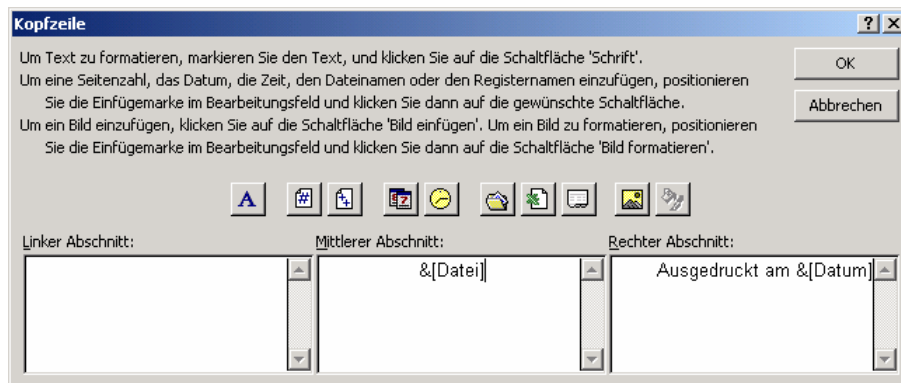 Kopfzeile
Um Text zu formatieren, markieren Sie den Text, und klicken Sie auf die Schaltfläche 'Schrift'.
Um eine Seitenzahl, das Datum, die Zeit, den Dateinamen oder den Registernamen einzufügen, positionieren
Sie die Einfügemarke im Bearbeitungsfeld und klicken Sie dann auf die gewünschte Schaltfläche.
Um ein Bild einzufügen, klicken Sie auf die Schaltfläche 'Bild einfügen'. Um ein Bild zu formatieren, positionieren
Sie die Einfügemarke im Bearbeitungsfeld und klicken Sie dann auf die Schaltfläche 'Bild formatieren'.
OK
Abbrechen
Linker Abschnitt:
Mittlerer Abschnitt:
Rechter Abschnitt:
&[Datei]
Ausgedruckt am &[Datum]